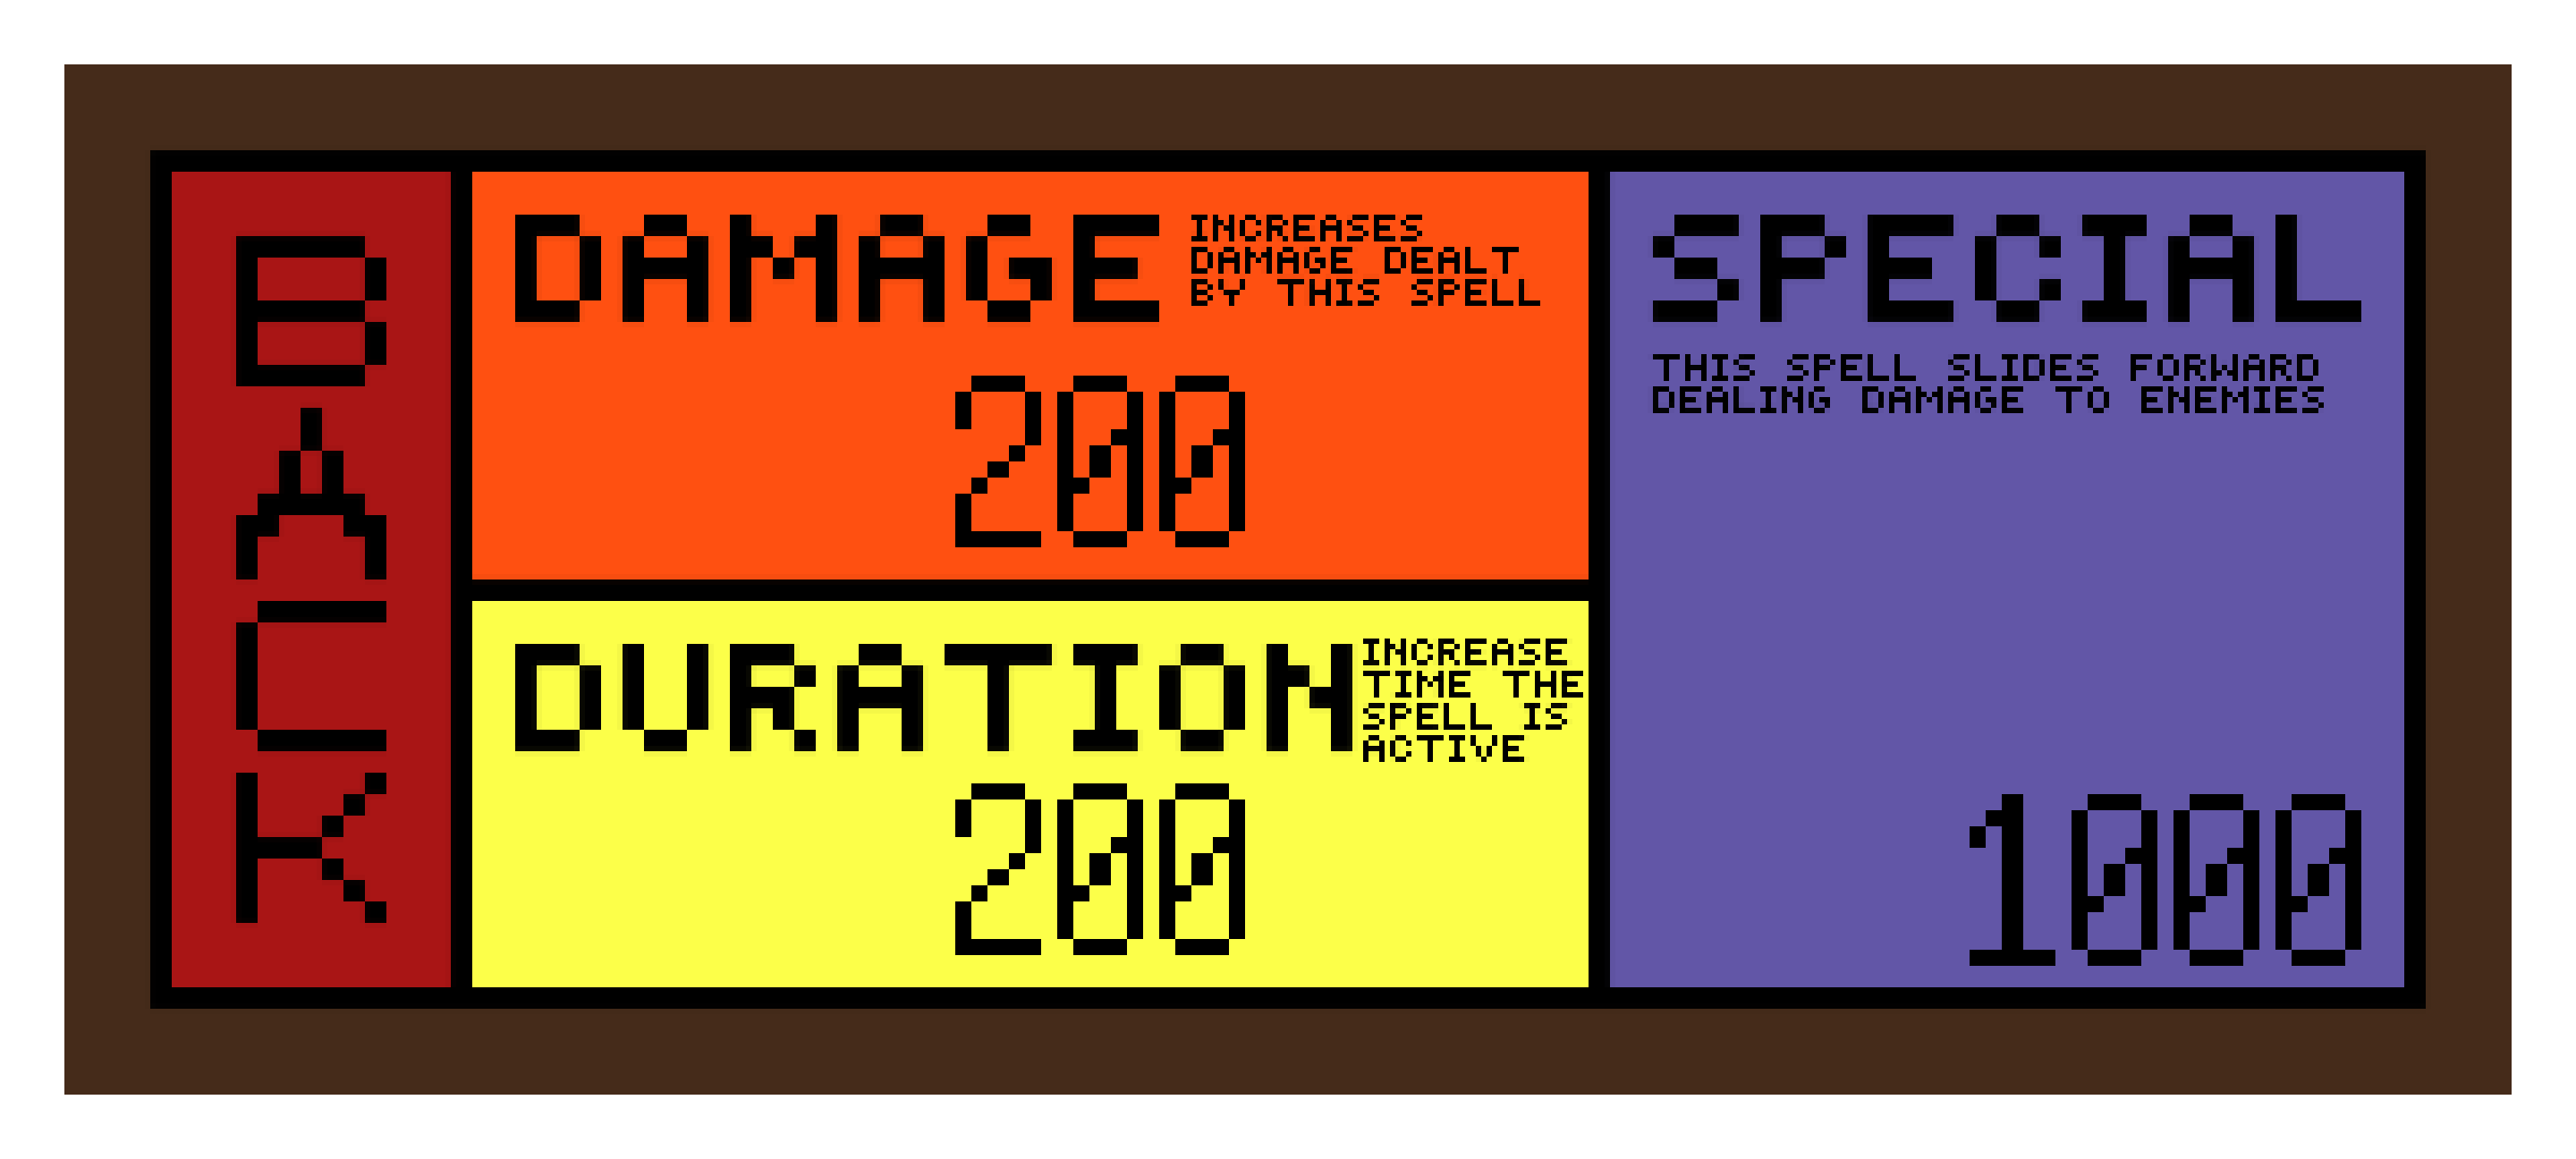 BACK
DAMAGE
INCREASES
DAMAGE DEALT
BY THIS SPELL
200
DURATION
INCREASE
TIME THE
SPELL IS
ACTIVE
200
SPECIAL
THIS SPELL SLIDES FORWARD
DEALING DAMAGE TO ENEMIES
1000